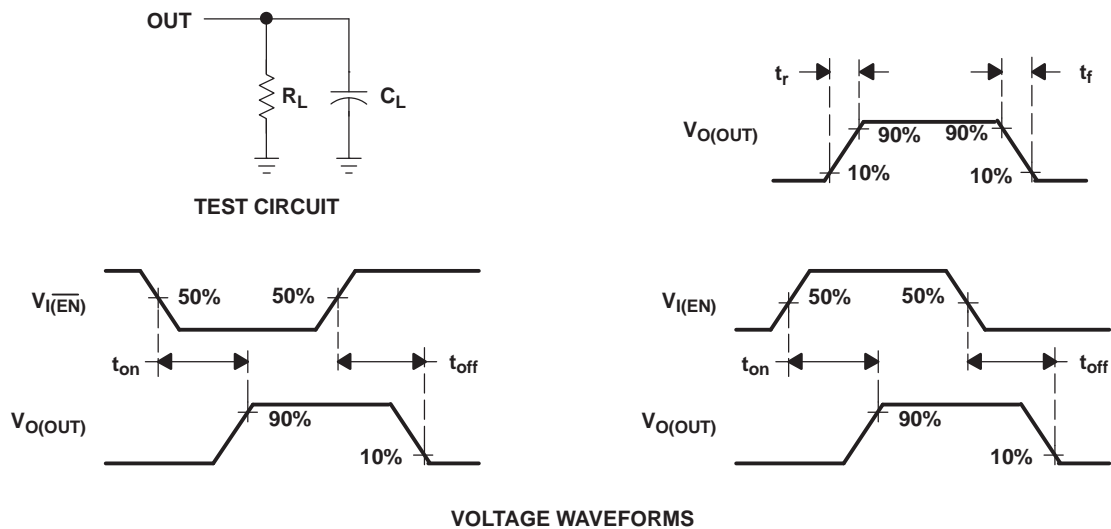 OUT
R_L C_L
TEST CIRCUIT
t_r t_f
V_O(OUT) 90% 90%
10% 10%
V_I(E̅N̅) 50% 50%
t_on t_off
V_O(OUT) 90%
10%
V_I(EN) 50% 50%
t_on t_off
V_O(OUT) 90%
10%
VOLTAGE WAVEFORMS